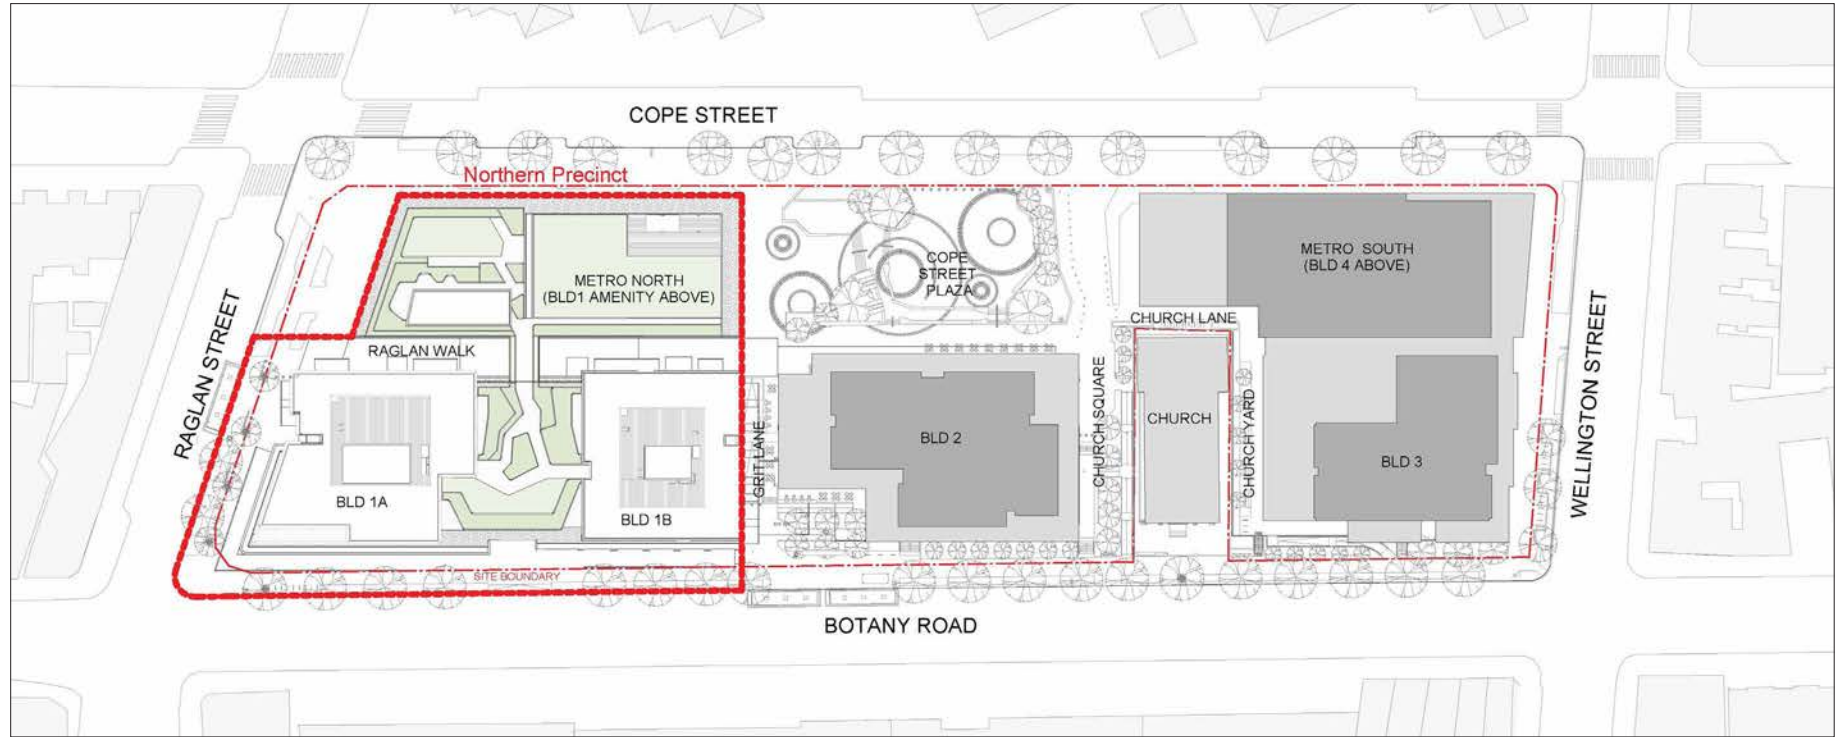 COPE STREET
Northern Precinct
METRO SOUTH
(BLD 4 ABOVE)
COPE
STREET
PLAZA
METRO NORTH
(BLD1 AMENITY ABOVE)
CHURCH LANE
RAGLAN WALK
RAGLAN STREET
WELLINGTON STREET
CHURCH SQUARE
CHURCH
CHURCH YARD
BLD 2
BLD 3
GRIT LANE
BLD 1A
BLD 1B
SITE BOUNDARY
BOTANY ROAD